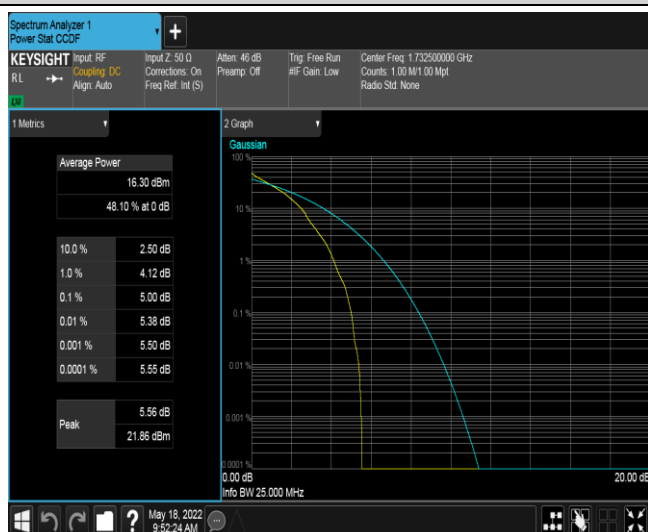 Spectrum Analyzer 1
Power Stat CCDF
+
KEYSIGHT
RL
Input: RF
Coupling: DC
Align: Auto
Input Z: 50 Ω
Corrections: On
Freq Ref: Int (S)
Atten: 46 dB
Preamp: Off
Trig: Free Run
#IF Gain: Low
Center Freq: 1.732500000 GHz
Counts: 1.00 M/1.00 Mpt
Radio Std: None
1 Metrics
Average Power
16.30 dBm
48.10 % at 0 dB
10.0 % 2.50 dB
1.0 % 4.12 dB
0.1 % 5.00 dB
0.01 % 5.38 dB
0.001 % 5.50 dB
0.0001 % 5.55 dB
Peak
5.56 dB
21.86 dBm
2 Graph
Gaussian
100 %
10 %
1 %
0.1 %
0.01 %
0.001 %
0.0001 %
0.00 dB 20.00 dB
Info BW 25.000 MHz
?
May 18, 2022
9:52:24 AM